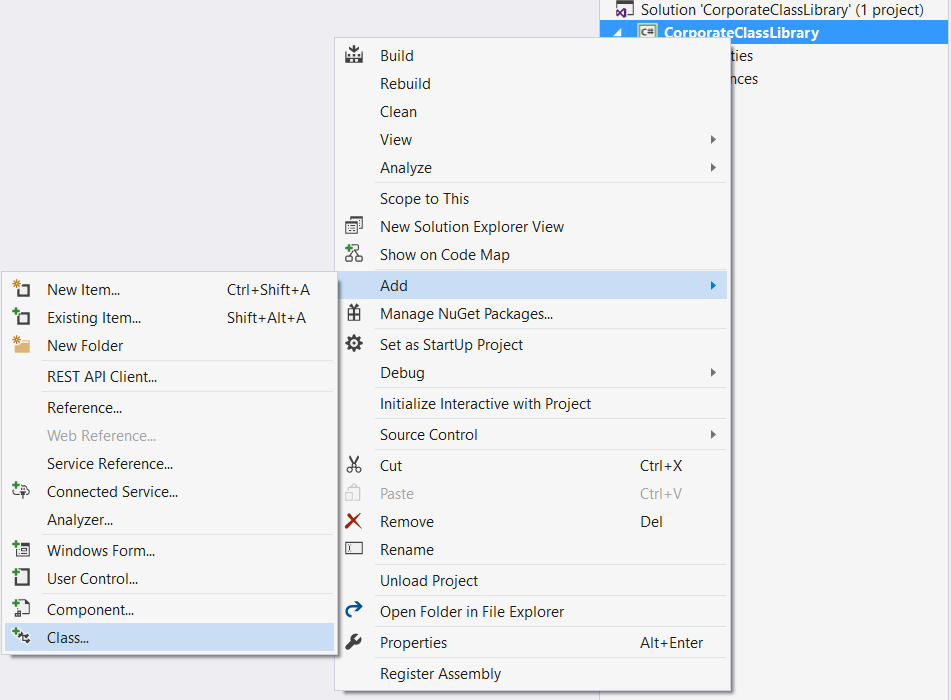 Solution 'CorporateClassLibrary' (1 project)
CorporateClassLibrary
Build
Rebuild
Clean
View
Analyze
Scope to This
New Solution Explorer View
Show on Code Map
Add
Manage NuGet Packages...
Set as StartUp Project
Debug
Initialize Interactive with Project
Source Control
Cut Ctrl+X
Paste Ctrl+V
Remove Del
Rename
Unload Project
Open Folder in File Explorer
Properties Alt+Enter
Register Assembly
New Item... Ctrl+Shift+A
Existing Item... Shift+Alt+A
New Folder
REST API Client...
Reference...
Web Reference...
Service Reference...
Connected Service...
Analyzer...
Windows Form...
User Control...
Component...
Class...
ties
nces